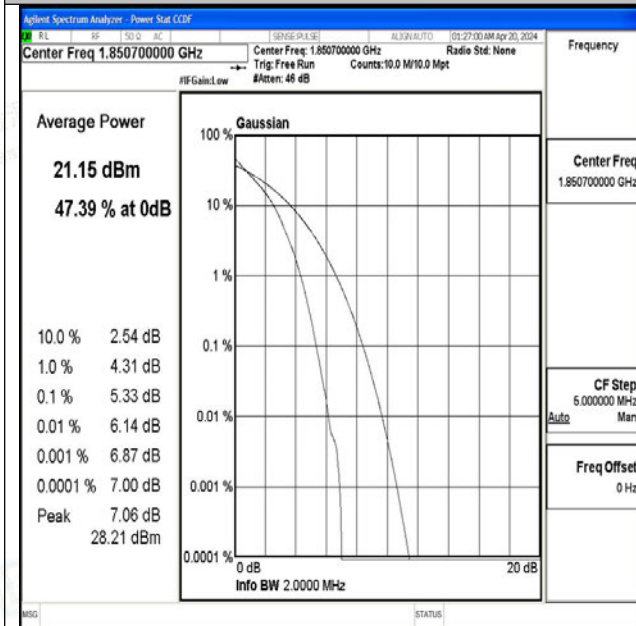 Agilent Spectrum Analyzer - Power Stat CCDF
RL RF 50 Ω AC SENSE:PULSE ALIGNAUTO 01:27:00 AM Apr 20, 2024
Center Freq 1.850700000 GHz
Center Freq: 1.850700000 GHz Radio Std: None
Trig: Free Run Counts:10.0 M/10.0 Mpt
#IFGain:Low #Atten: 46 dB
Frequency
Average Power
21.15 dBm
47.39 % at 0dB
10.0 % 2.54 dB
1.0 % 4.31 dB
0.1 % 5.33 dB
0.01 % 6.14 dB
0.001 % 6.87 dB
0.0001 % 7.00 dB
Peak 7.06 dB
28.21 dBm
Gaussian
100 %
10 %
1 %
0.1 %
0.01 %
0.001 %
0.0001 %
0 dB 20 dB
Info BW 2.0000 MHz
Center Freq
1.850700000 GHz
CF Step
5.000000 MHz
Auto Man
Freq Offset
0 Hz
MSG STATUS